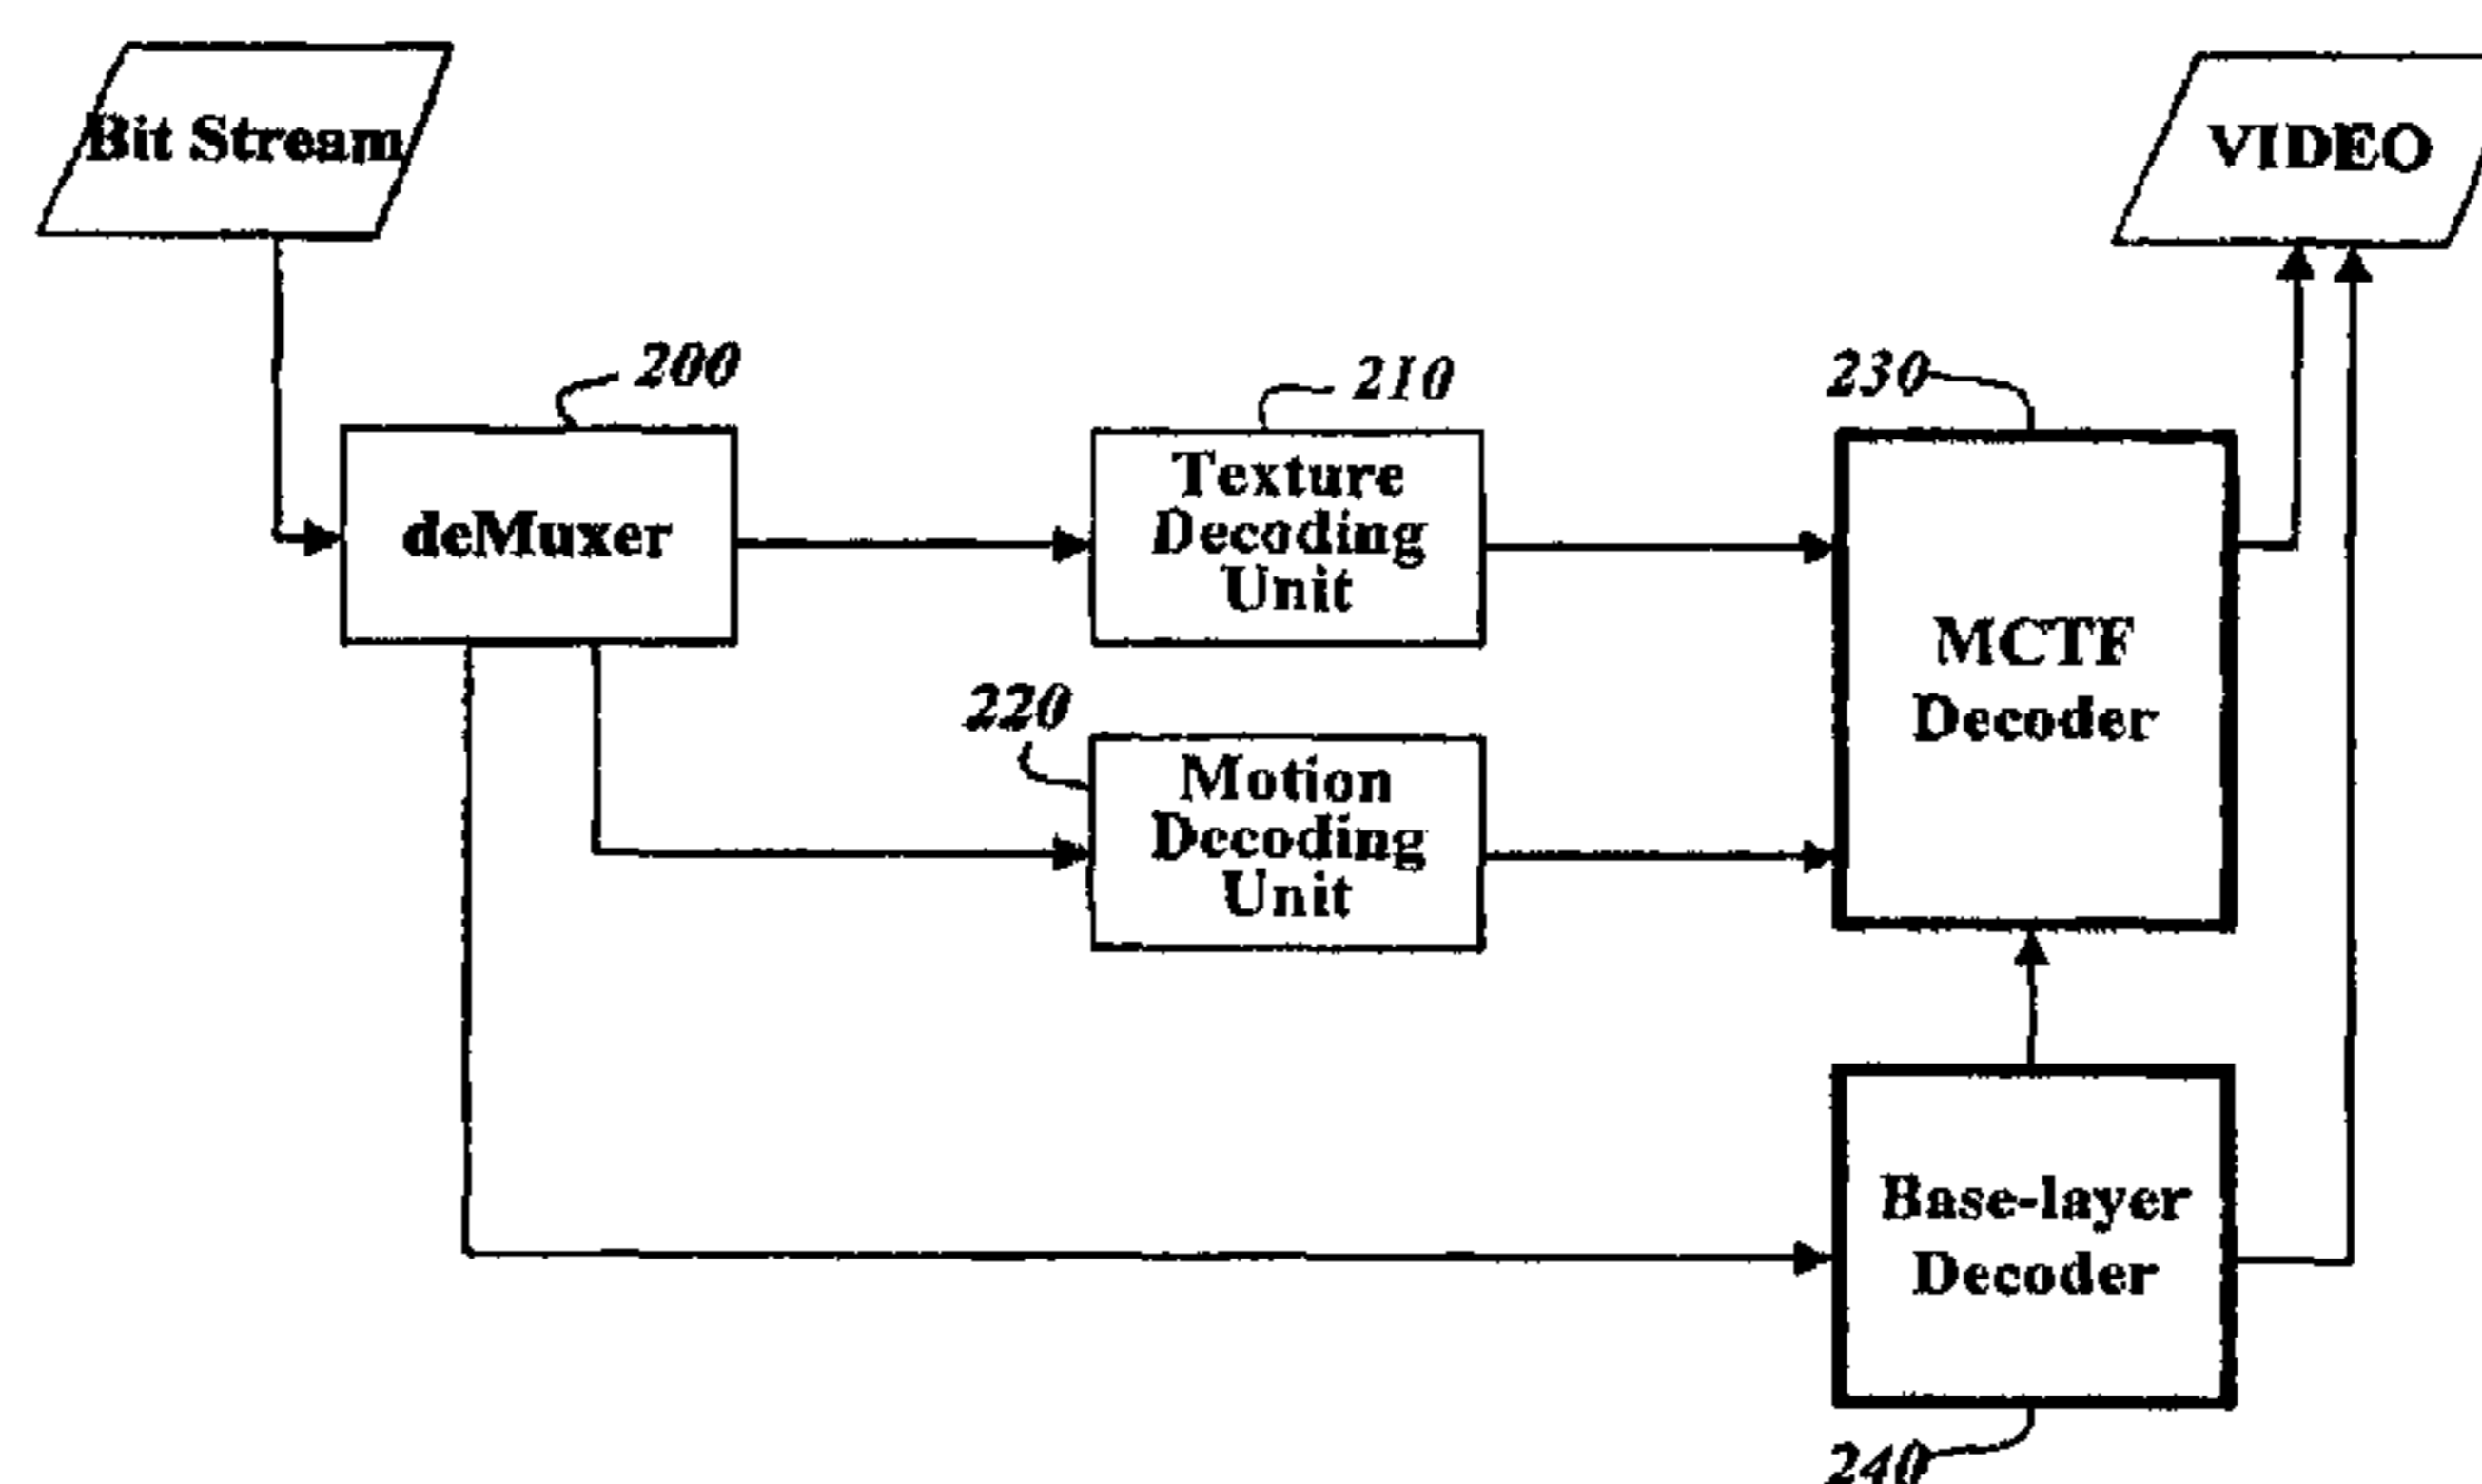 Bit Stream
VIDEO
200
210
230
deMuxer
Texture
Decoding
Unit
MCTF
Decoder
220
Motion
Decoding
Unit
Base-layer
Decoder
240